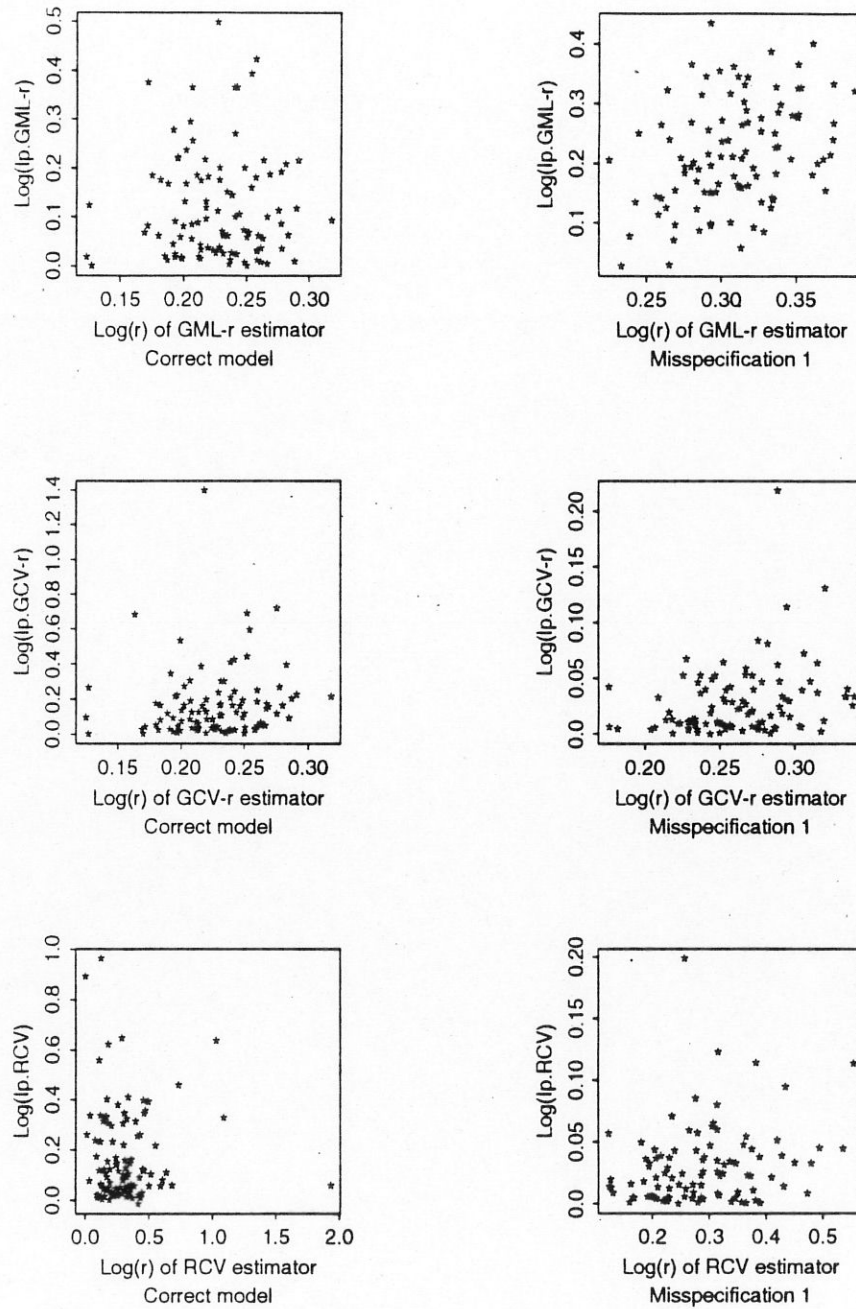 Log(Ip.GML-r)
0.0 0.1 0.2 0.3 0.4 0.5
0.15 0.20 0.25 0.30
Log(r) of GML-r estimator
Correct model
Log(Ip.GML-r)
0.1 0.2 0.3 0.4
0.25 0.30 0.35
Log(r) of GML-r estimator
Misspecification 1
Log(Ip.GCV-r)
0.0 0.2 0.4 0.6 0.8 1.0 1.2 1.4
0.15 0.20 0.25 0.30
Log(r) of GCV-r estimator
Correct model
Log(Ip.GCV-r)
0.0 0.05 0.10 0.15 0.20
0.20 0.25 0.30
Log(r) of GCV-r estimator
Misspecification 1
Log(Ip.RCV)
0.0 0.2 0.4 0.6 0.8 1.0
0.0 0.5 1.0 1.5 2.0
Log(r) of RCV estimator
Correct model
Log(Ip.RCV)
0.0 0.05 0.10 0.15 0.20
0.2 0.3 0.4 0.5
Log(r) of RCV estimator
Misspecification 1